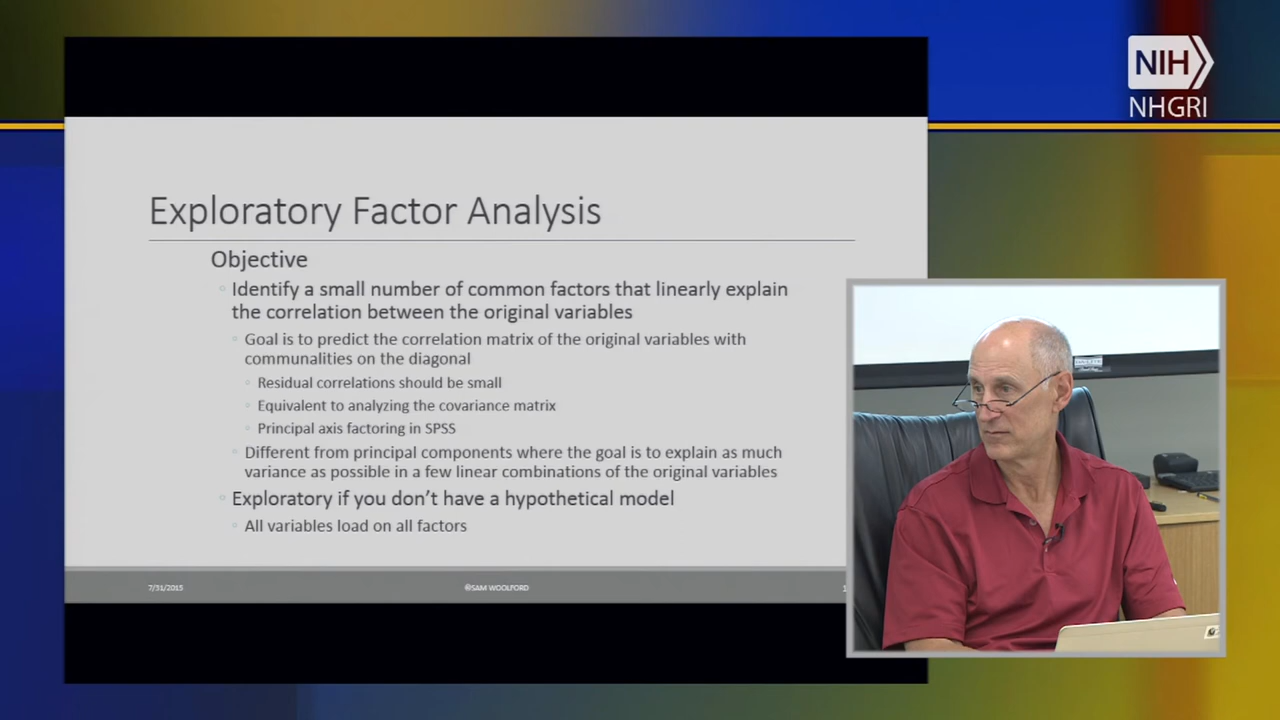 NIH
NHGRI
Exploratory Factor Analysis
Objective
Identify a small number of common factors that linearly explain
the correlation between the original variables
Goal is to predict the correlation matrix of the original variables with
communalities on the diagonal
Residual correlations should be small
Equivalent to analyzing the covariance matrix
Principal axis factoring in SPSS
Different from principal components where the goal is to explain as much
variance as possible in a few linear combinations of the original variables
Exploratory if you don't have a hypothetical model
All variables load on all factors
7/31/2015
©SAM WOOLFORD